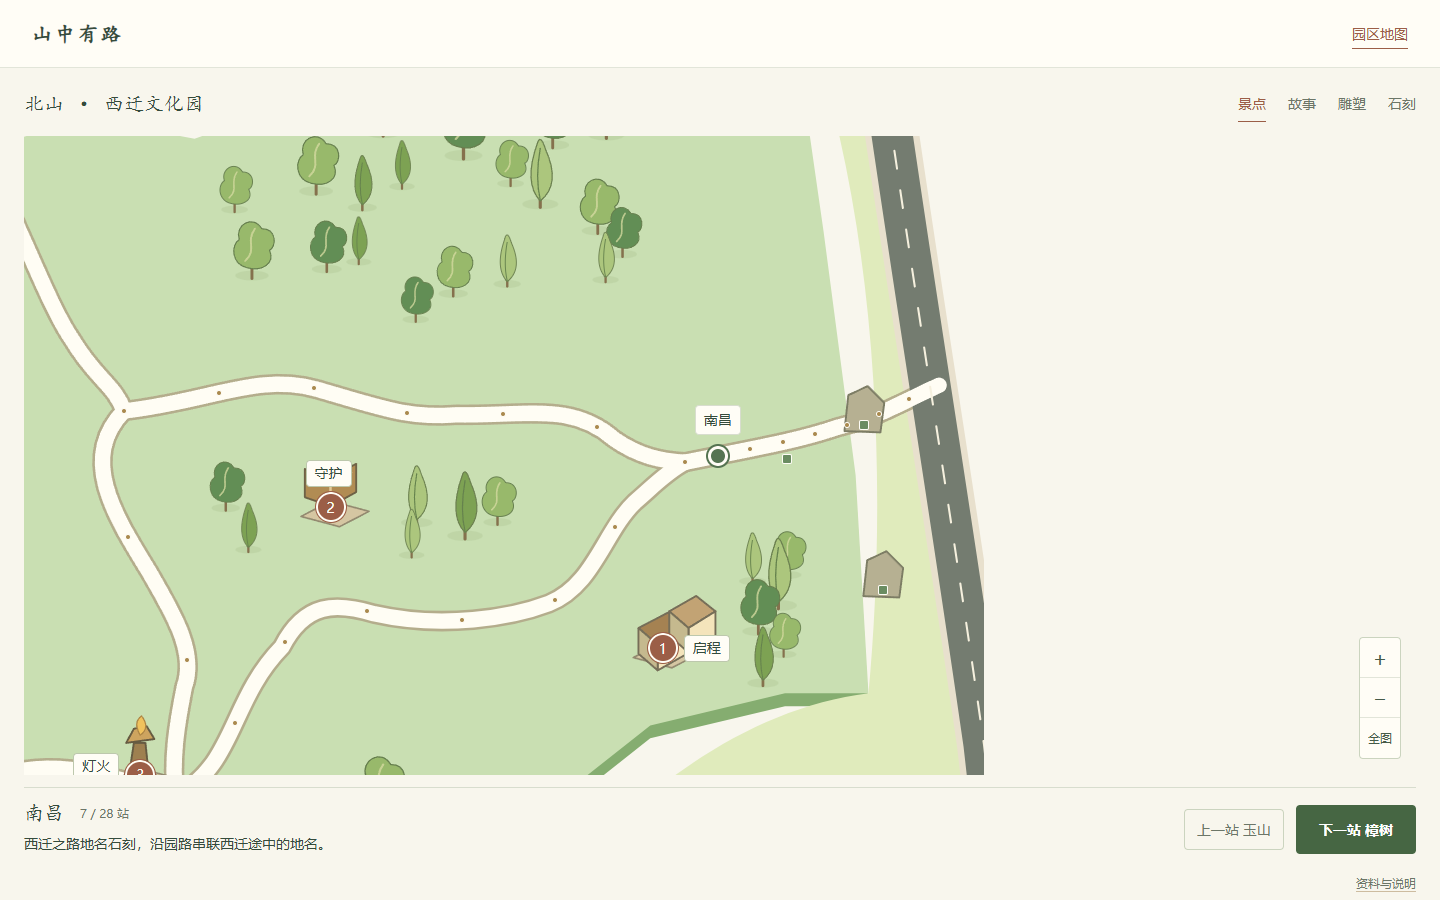 山中有路
园区地图
北山 • 西迁文化园
景点 故事 雕塑 石刻
南昌
守护
2
1
启程
灯火
3
+
−
全图
南昌 7 / 28 站
西迁之路地名石刻，沿园路串联西迁途中的地名。
上一站 玉山
下一站 樟树
资料与说明